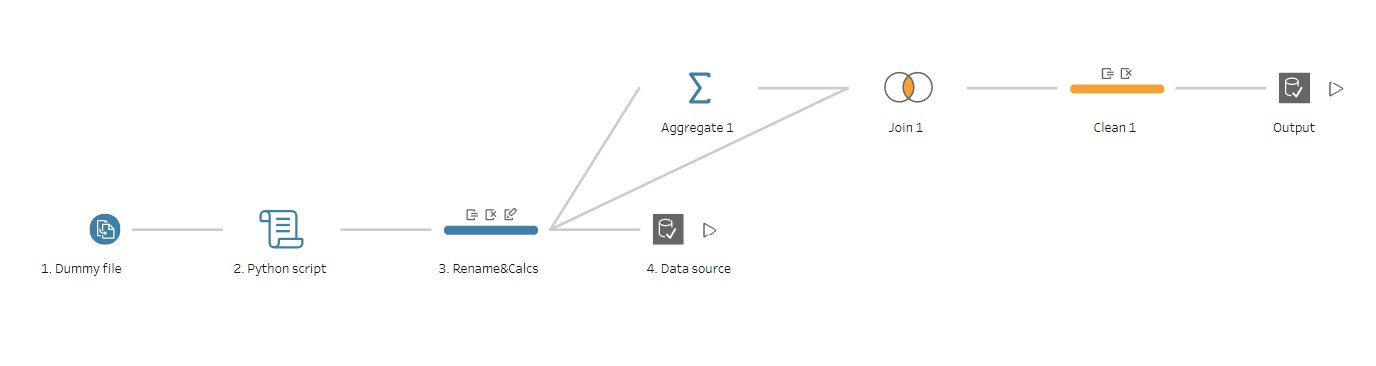 Aggregate 1
Join 1
Clean 1
Output
1. Dummy file
2. Python script
3. Rename&Calcs
4. Data source